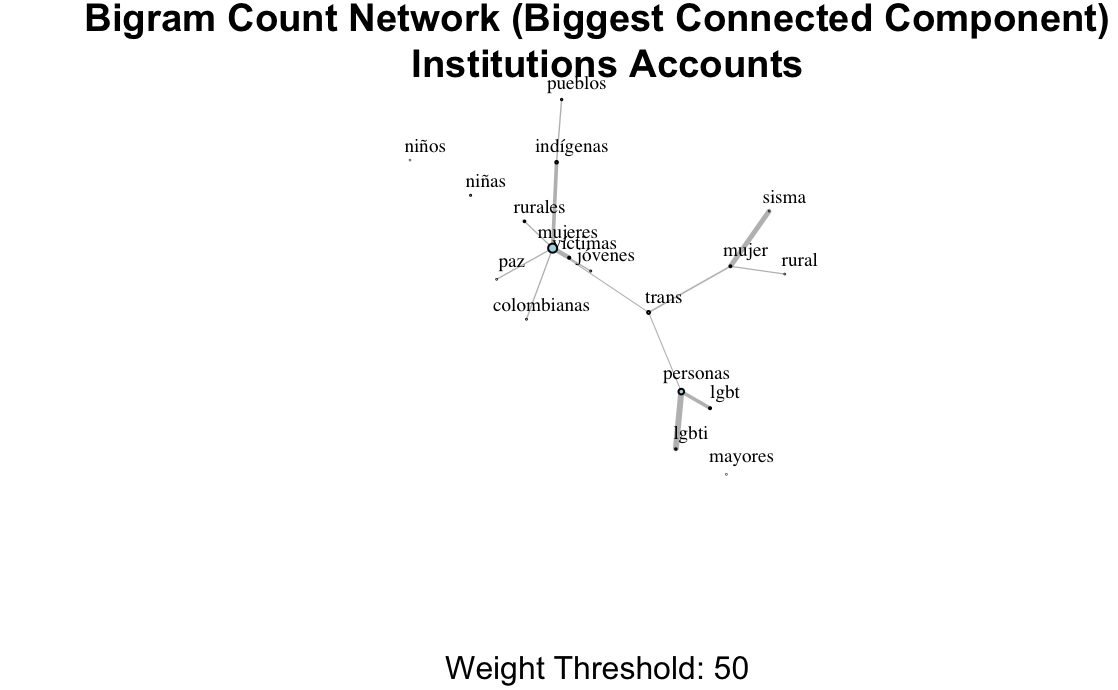 Bigram Count Network (Biggest Connected Component)
Institutions Accounts
pueblos
niños
indígenas
niñas
sisma
rurales
mujeres
víctimas
mujer
jóvenes
paz
rural
trans
colombianas
personas
lgbt
lgbti
mayores
Weight Threshold: 50